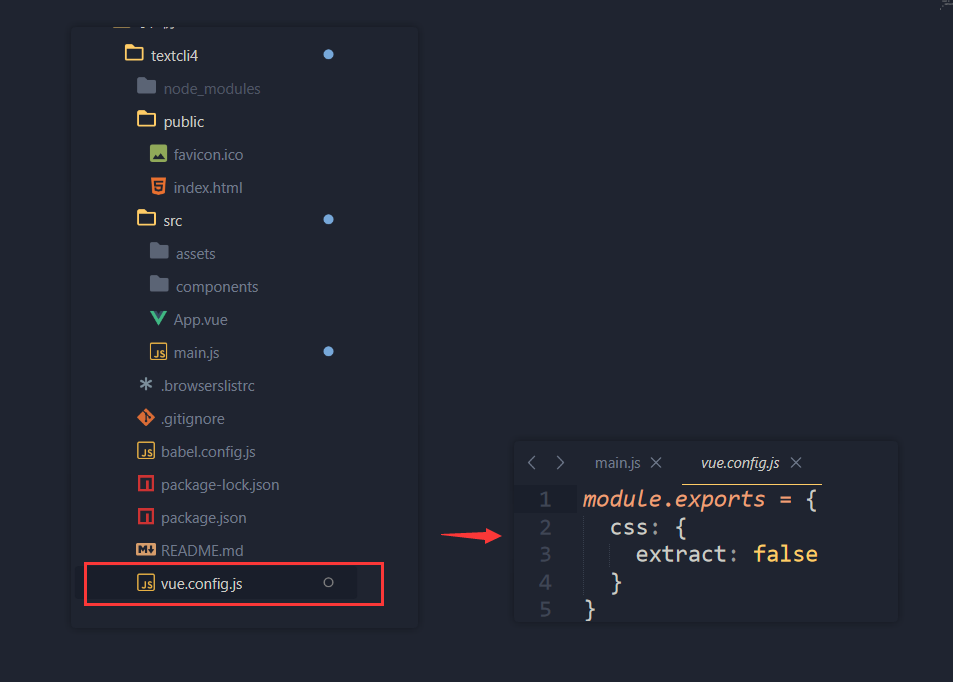 textcli4
node_modules
public
favicon.ico
index.html
src
assets
components
App.vue
main.js
.browserslistrc
.gitignore
babel.config.js
package-lock.json
package.json
README.md
vue.config.js
main.js
vue.config.js
1 module.exports = {
2 css: {
3 extract: false
4 }
5 }